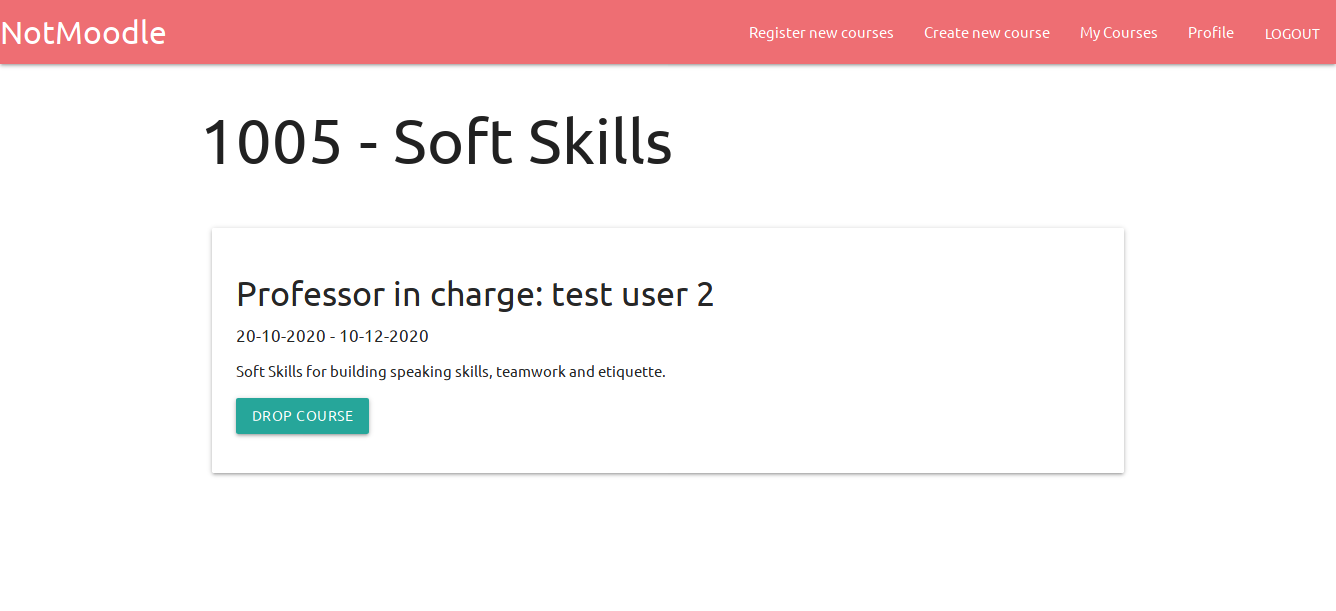 NotMoodle
Register new courses
Create new course
My Courses
Profile
LOGOUT
1005 - Soft Skills
Professor in charge: test user 2
20-10-2020 - 10-12-2020
Soft Skills for building speaking skills, teamwork and etiquette.
DROP COURSE